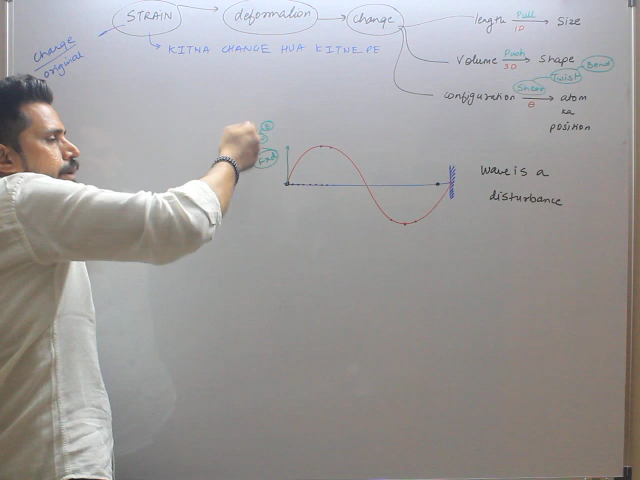 STRAIN → deformation → change
length Pull 1D → Size
change
original
KITNA CHANGE HUA KITNE PE
Volume Push 3D → Shape Bend
Twist
Shear
configuration θ → atom
ka
position
End
wave is a
disturbance